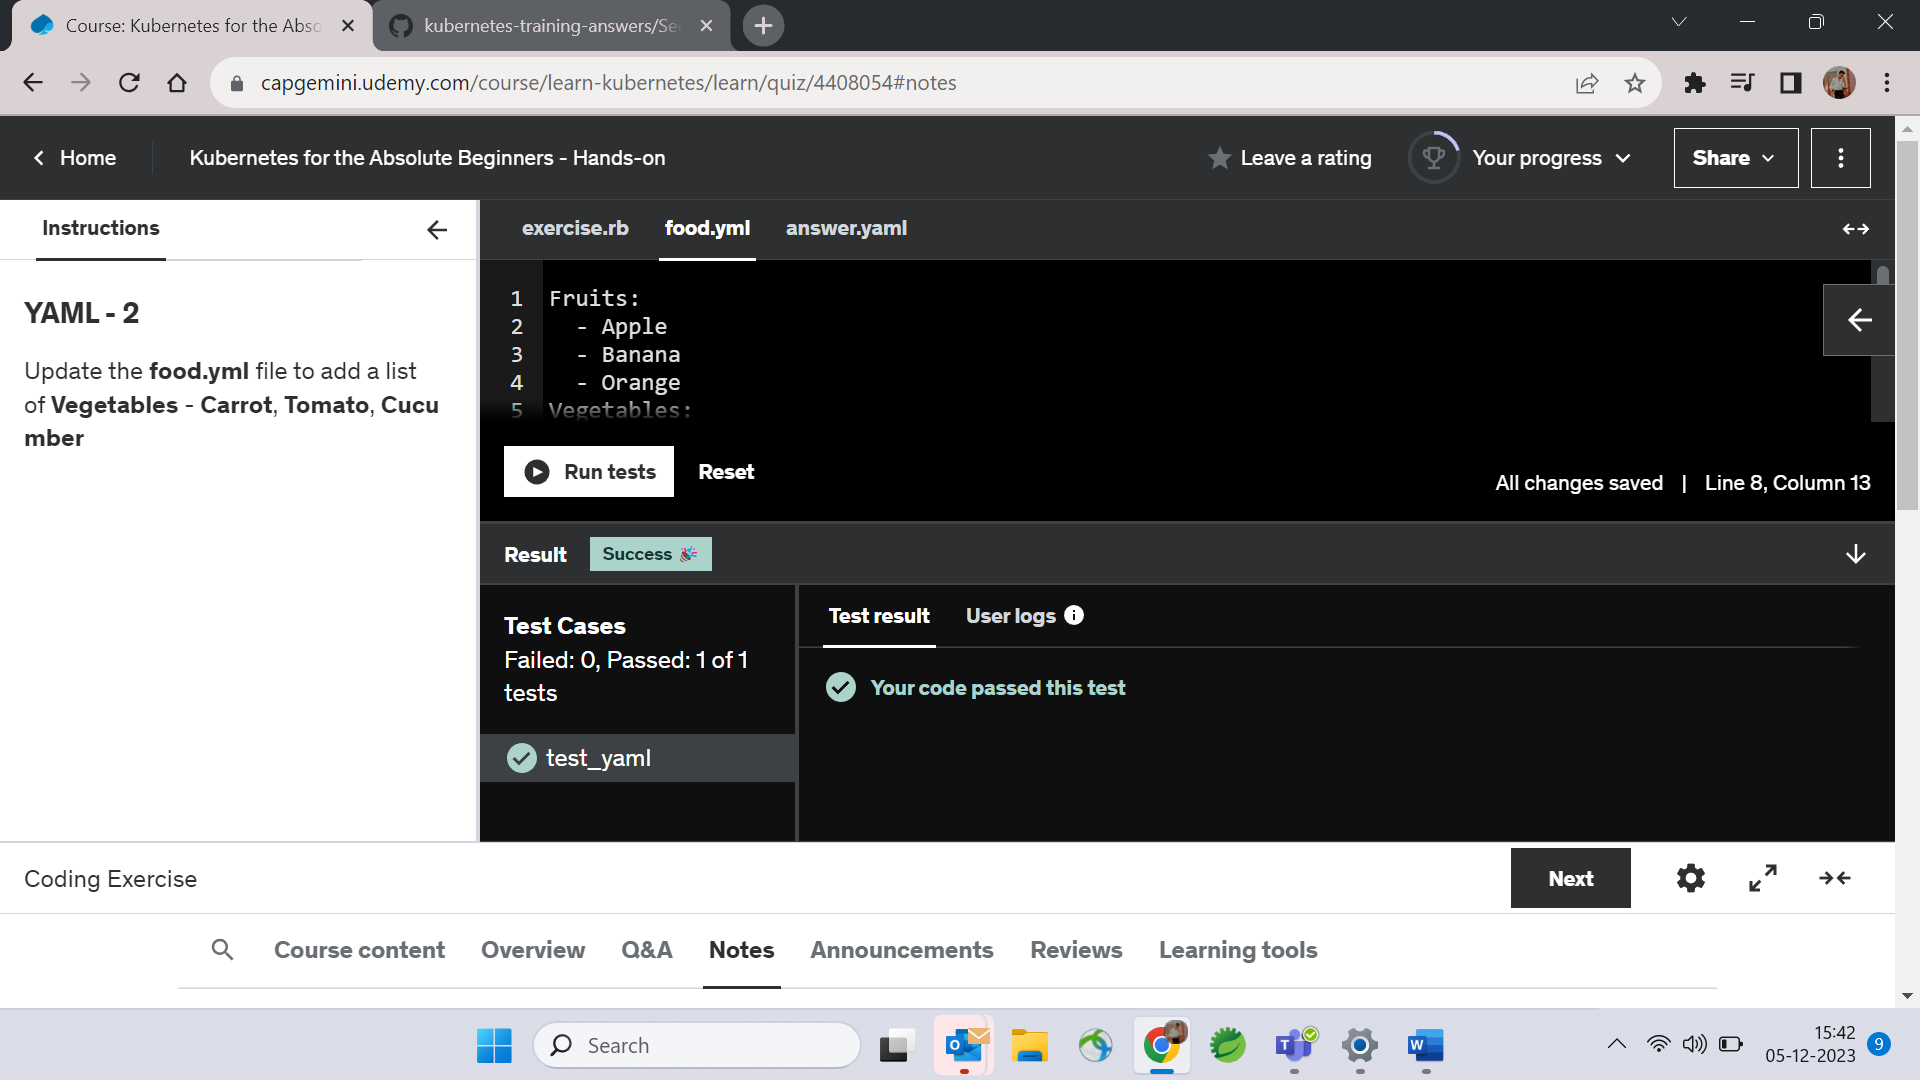 Course: Kubernetes for the Abso
kubernetes-training-answers/Sec
capgemini.udemy.com/course/learn-kubernetes/learn/quiz/4408054#notes
Home
Kubernetes for the Absolute Beginners - Hands-on
Leave a rating
Your progress
Share
Instructions
exercise.rb
food.yml
answer.yaml
YAML - 2
Update the food.yml file to add a list
of Vegetables - Carrot, Tomato, Cucu
mber
1 Fruits:
2 - Apple
3 - Banana
4 - Orange
5 Vegetables:
Run tests
Reset
All changes saved | Line 8, Column 13
Result
Success
Test Cases
Failed: 0, Passed: 1 of 1
tests
test_yaml
Test result
User logs
Your code passed this test
Coding Exercise
Next
Course content
Overview
Q&A
Notes
Announcements
Reviews
Learning tools
Search
15:42
05-12-2023
9